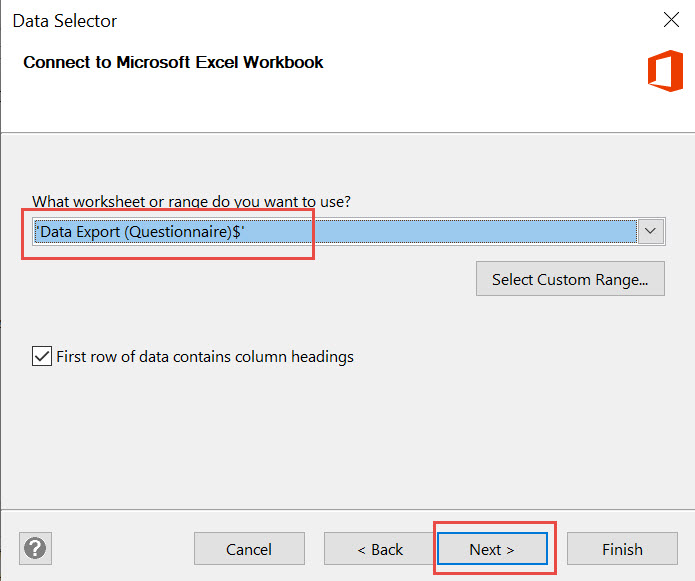 Data Selector
Connect to Microsoft Excel Workbook
What worksheet or range do you want to use?
'Data Export (Questionnaire)$'
Select Custom Range...
First row of data contains column headings
?
Cancel
< Back
Next >
Finish